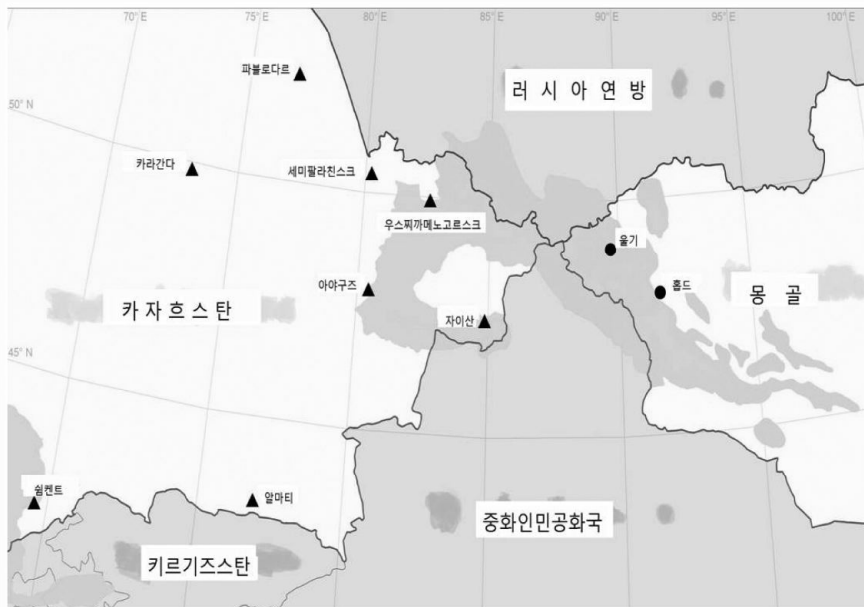 70° E 75° E 80° E 85° E 90° E 95° E 100° E
파블로다르
러 시 아 연 방
50° N
카라간다
세미팔라친스크
우스찌까메노고르스크
울기
아야구즈
홉드
몽 골
카 자 흐 스 탄
자이산
45° N
쉼켄트
알마티
중화인민공화국
키르기즈스탄